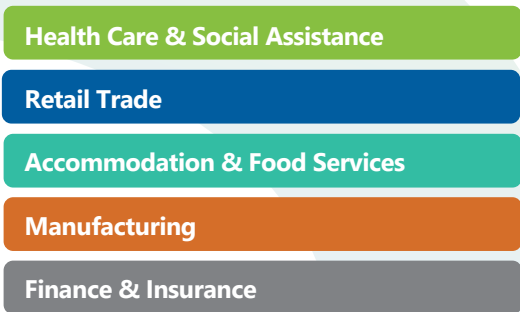 Health Care & Social Assistance
Retail Trade
Accommodation & Food Services
Manufacturing
Finance & Insurance